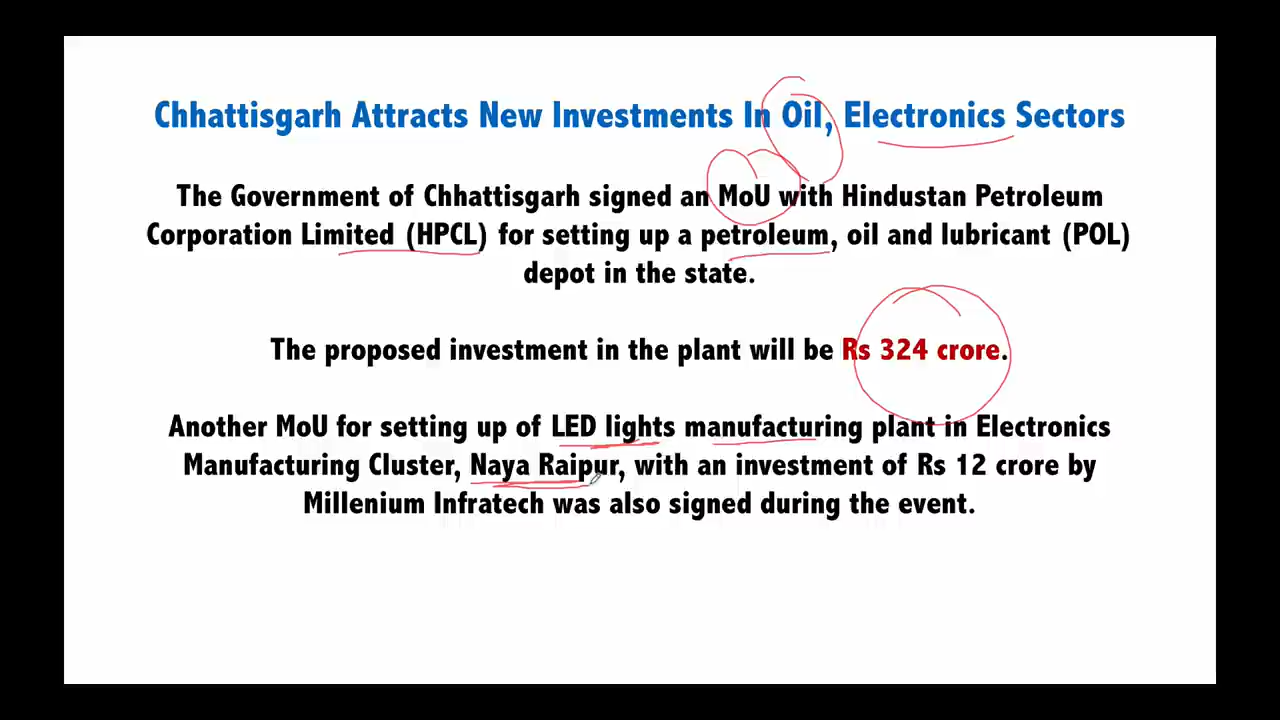 Chhattisgarh Attracts New Investments In Oil, Electronics Sectors
The Government of Chhattisgarh signed an MoU with Hindustan Petroleum
Corporation Limited (HPCL) for setting up a petroleum, oil and lubricant (POL)
depot in the state.
The proposed investment in the plant will be Rs 324 crore.
Another MoU for setting up of LED lights manufacturing plant in Electronics
Manufacturing Cluster, Naya Raipur, with an investment of Rs 12 crore by
Millenium Infratech was also signed during the event.